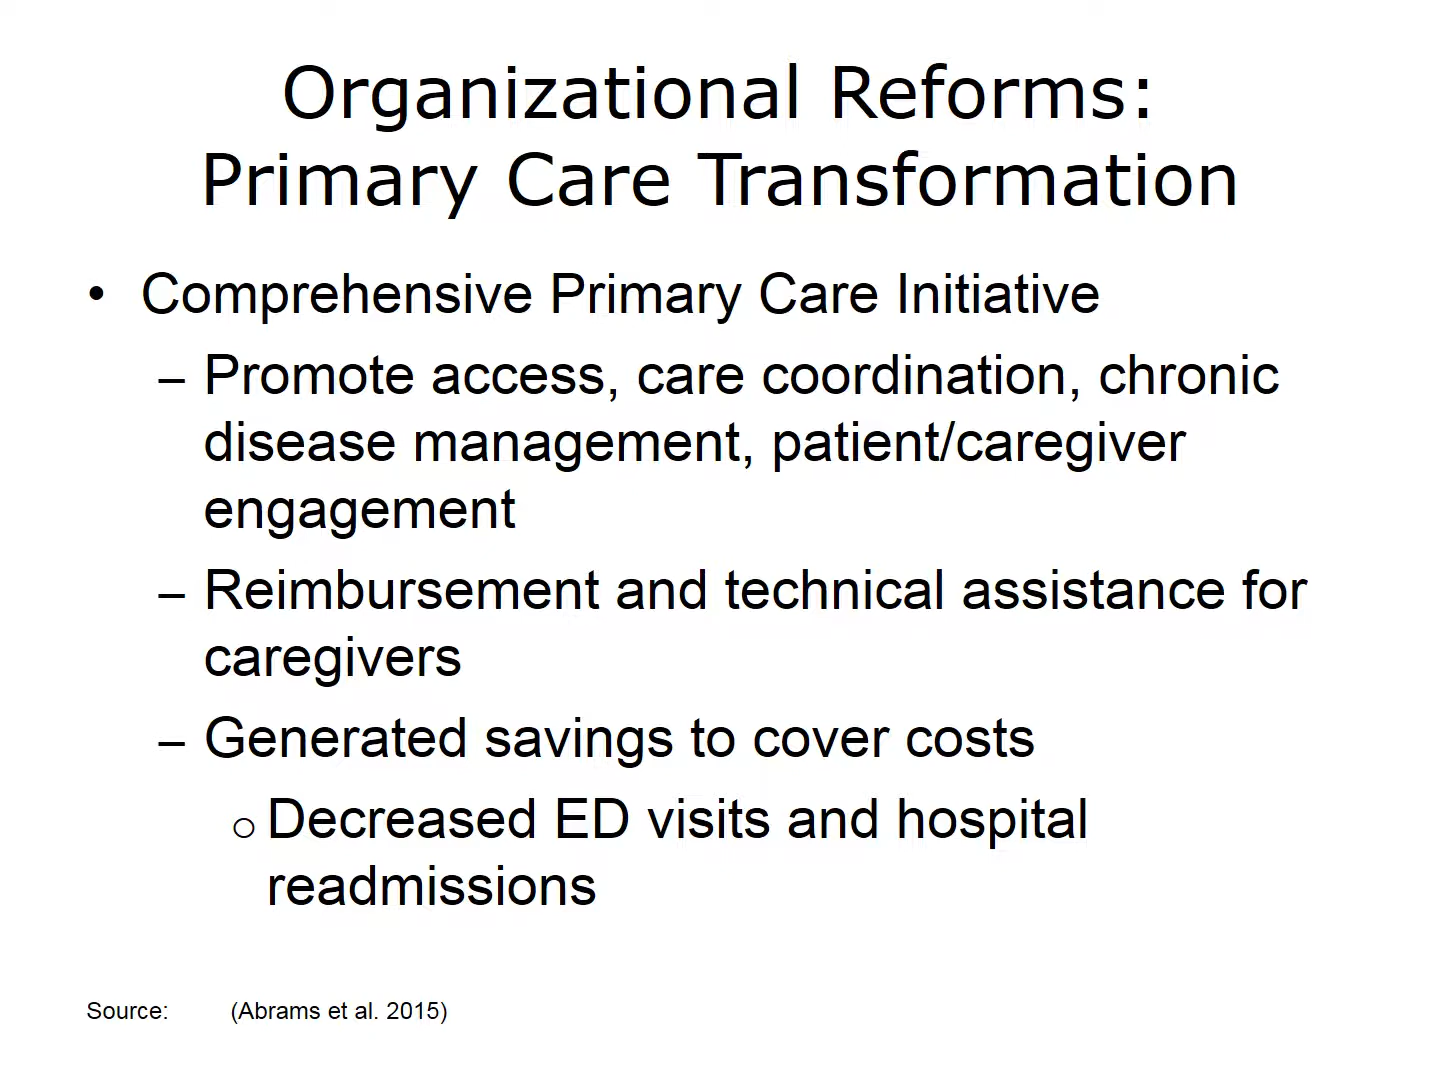 Organizational Reforms:
Primary Care Transformation
• Comprehensive Primary Care Initiative
– Promote access, care coordination, chronic
disease management, patient/caregiver
engagement
– Reimbursement and technical assistance for
caregivers
– Generated savings to cover costs
○ Decreased ED visits and hospital
readmissions
Source: (Abrams et al. 2015)